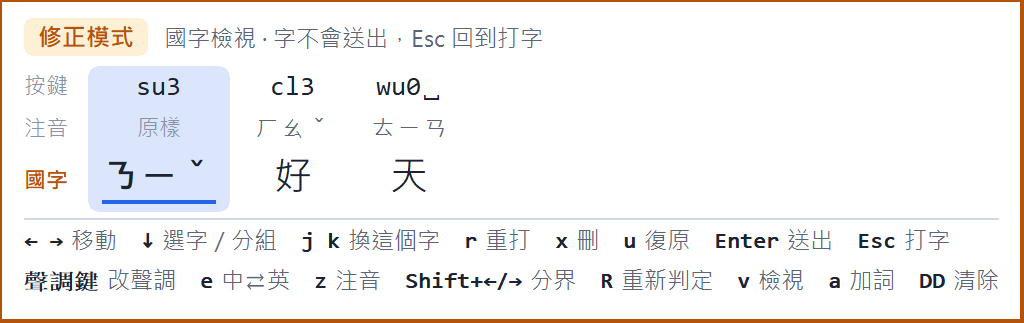 修正模式 國字檢視 · 字不會送出，Esc 回到打字
按鍵 su3 cl3 wu0␣
注音 原樣 ㄏㄠˇ ㄊㄧㄢ
國字 ㄋㄧˇ 好 天
← → 移動 ↓ 選字 / 分組 j k 換這個字 r 重打 x 刪 u 復原 Enter 送出 Esc 打字
聲調鍵 改聲調 e 中⇄英 z 注音 Shift+←/→ 分界 R 重新判定 v 檢視 a 加詞 DD 清除